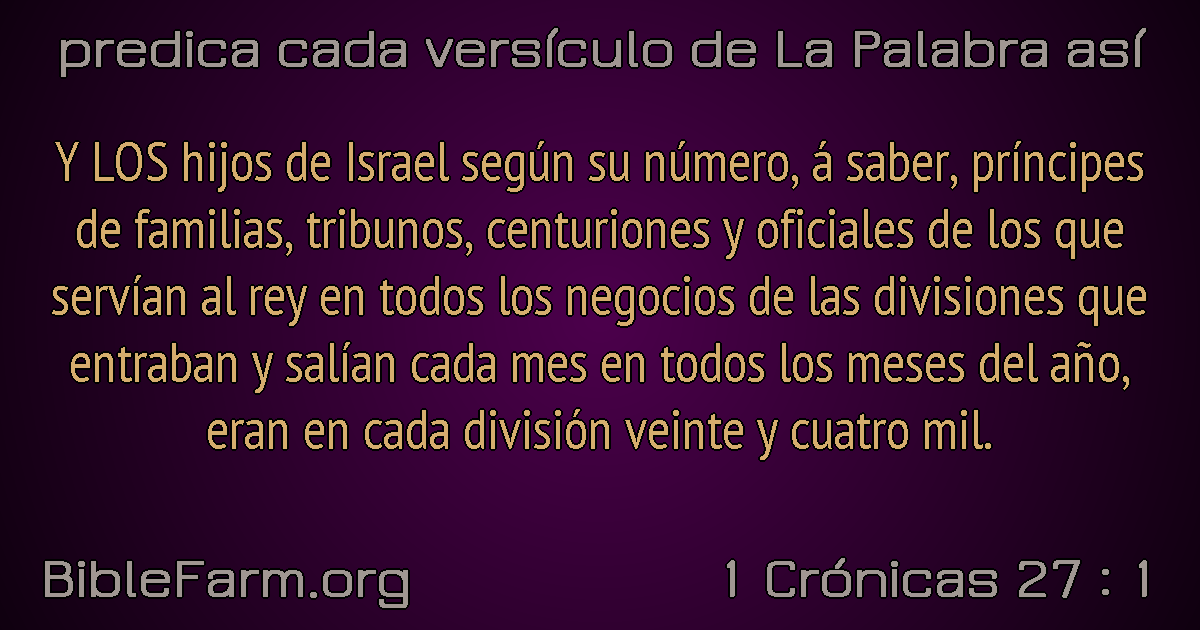 predica cada versículo de La Palabra así
Y LOS hijos de Israel según su número, á saber, príncipes
de familias, tribunos, centuriones y oficiales de los que
servían al rey en todos los negocios de las divisiones que
entraban y salían cada mes en todos los meses del año,
eran en cada división veinte y cuatro mil.
BibleFarm.org
1 Crónicas 27 : 1